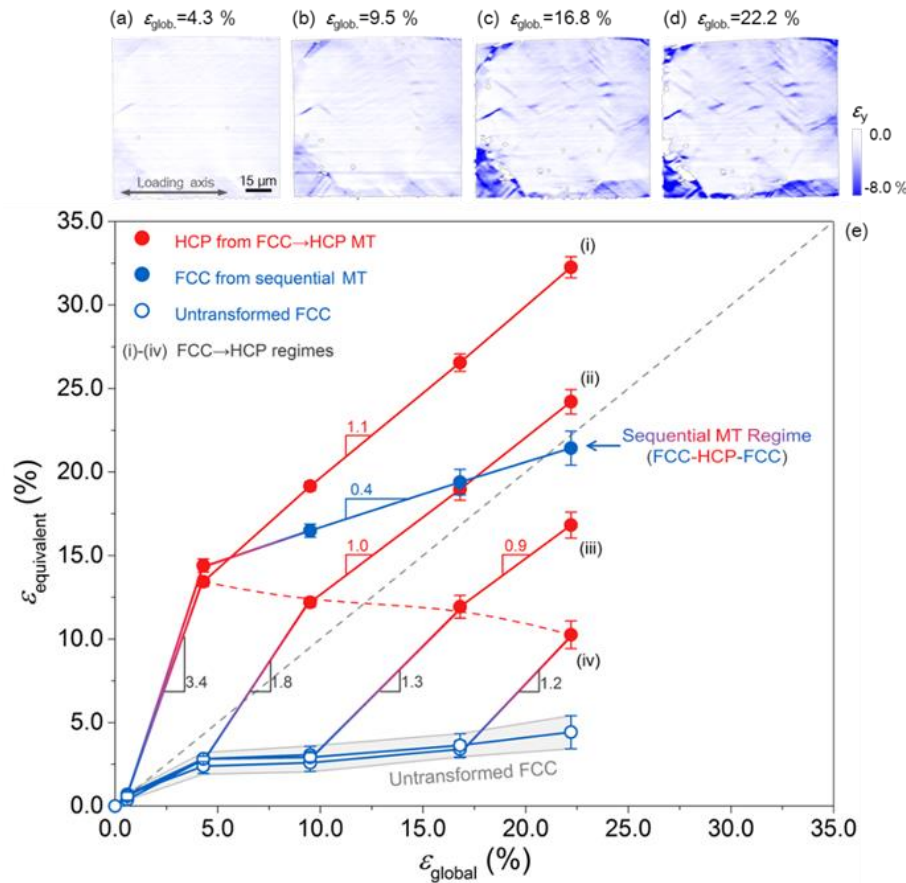 (a) εglob.=4.3 % (b) εglob.=9.5 % (c) εglob.=16.8 % (d) εglob.=22.2 %
εy
0.0
-8.0 %
Loading axis
15 μm
(e)
HCP from FCC→HCP MT
FCC from sequential MT
Untransformed FCC
(i)-(iv) FCC→HCP regimes
(i)
(ii)
Sequential MT Regime
(FCC-HCP-FCC)
(iii)
(iv)
1.1
0.4
1.0
0.9
3.4
1.8
1.3
1.2
Untransformed FCC
35.0
30.0
25.0
20.0
15.0
10.0
5.0
0.0
εequivalent (%)
0.0 5.0 10.0 15.0 20.0 25.0 30.0 35.0
εglobal (%)